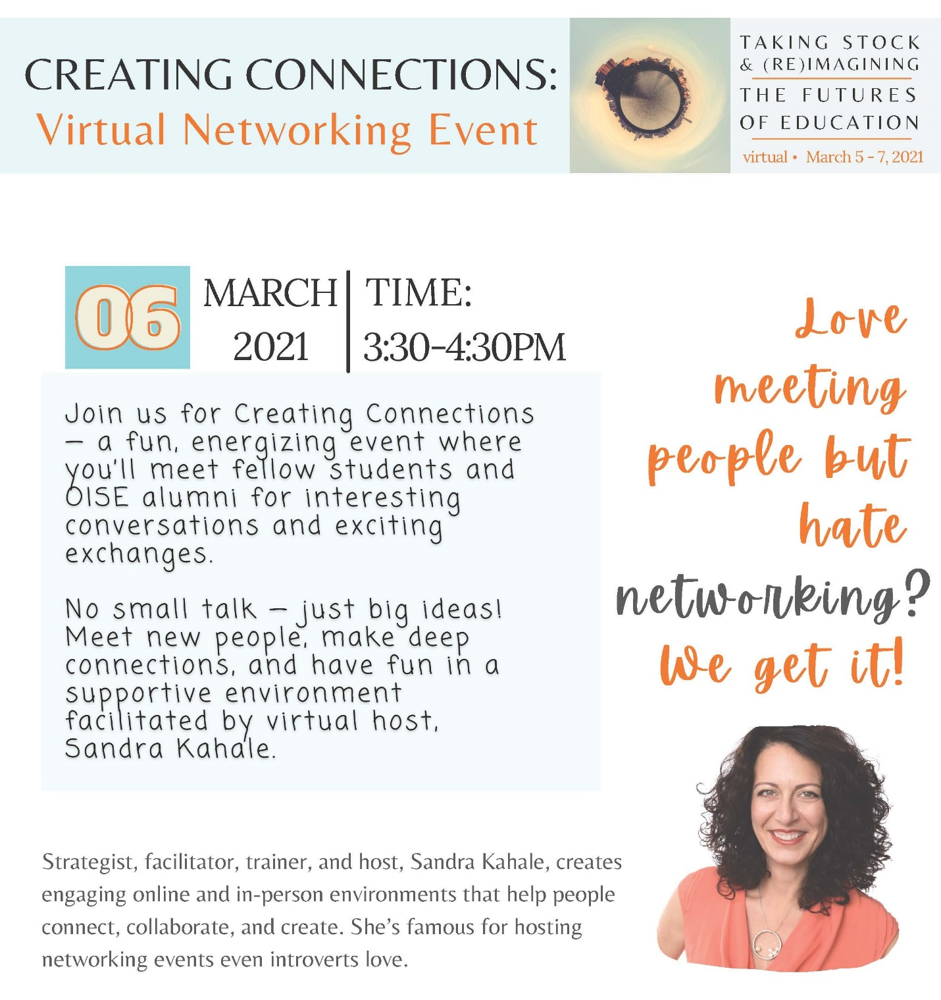 CREATING CONNECTIONS:
Virtual Networking Event
TAKING STOCK
& (RE)IMAGINING
THE FUTURES
OF EDUCATION
virtual • March 5 - 7, 2021
06
MARCH
2021
TIME:
3:30-4:30PM
Join us for Creating Connections
— a fun, energizing event where
you'll meet fellow students and
OISE alumni for interesting
conversations and exciting
exchanges.
No small talk — just big ideas!
Meet new people, make deep
connections, and have fun in a
supportive environment
facilitated by virtual host,
Sandra Kahale.
Love
meeting
people but
hate
networking?
We get it!
Strategist, facilitator, trainer, and host, Sandra Kahale, creates
engaging online and in-person environments that help people
connect, collaborate, and create. She’s famous for hosting
networking events even introverts love.